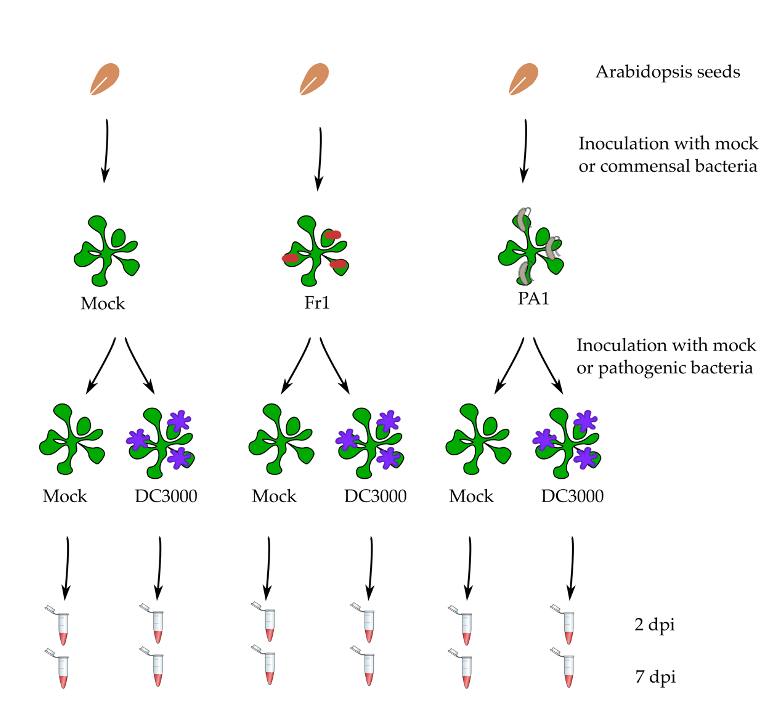 Arabidopsis seeds
Inoculation with mock
or commensal bacteria
Mock
Fr1
PA1
Inoculation with mock
or pathogenic bacteria
Mock
DC3000
Mock
DC3000
Mock
DC3000
2 dpi
7 dpi